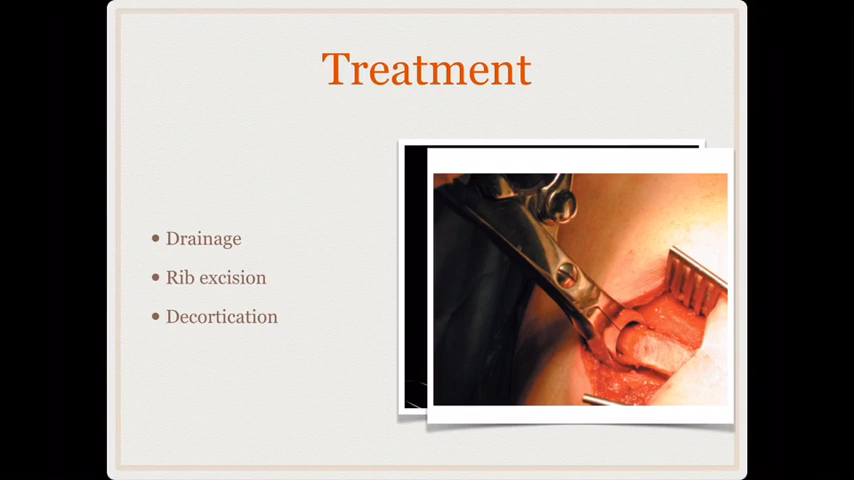 Treatment
• Drainage
• Rib excision
• Decortication